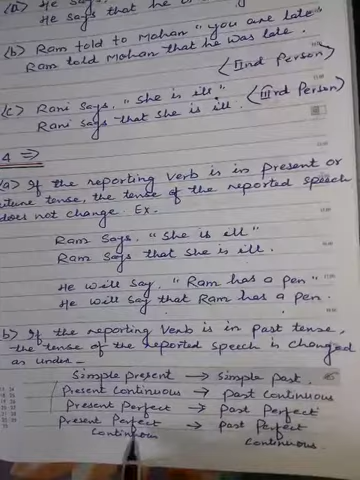 (a) He says
He says that he is
(b) Ram told to Mohan "you are late"
Ram told Mohan that he was late.
(IInd Person)
(c) Rani says, "She is ill".
Rani says that she is ill. (IIIrd Person)
4 ⇒
(a) If the reporting verb is in present or
uture tense, the tense of the reported speech
does not change. Ex.
Ram says, "She is ill"
Ram says that she is ill.
He will say, "Ram has a pen"
He will say that Ram has a pen.
b) If the reporting verb is in past tense,
the tense of the reported speech is changed
as under –
Simple present → Simple past.
Present continuous → past continuous
Present Perfect → Past Perfect
Present Perfect → Past Perfect
continuous continuous.